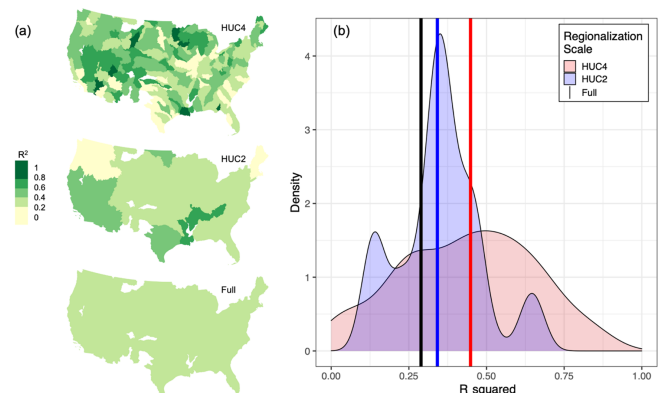 (a)
HUC4
HUC2
R²
1
0.8
0.6
0.4
0.2
0
Full
(b)
Regionalization
Scale
HUC4
HUC2
Full
Density
4
3
2
1
0
0.00
0.25
0.50
0.75
1.00
R squared